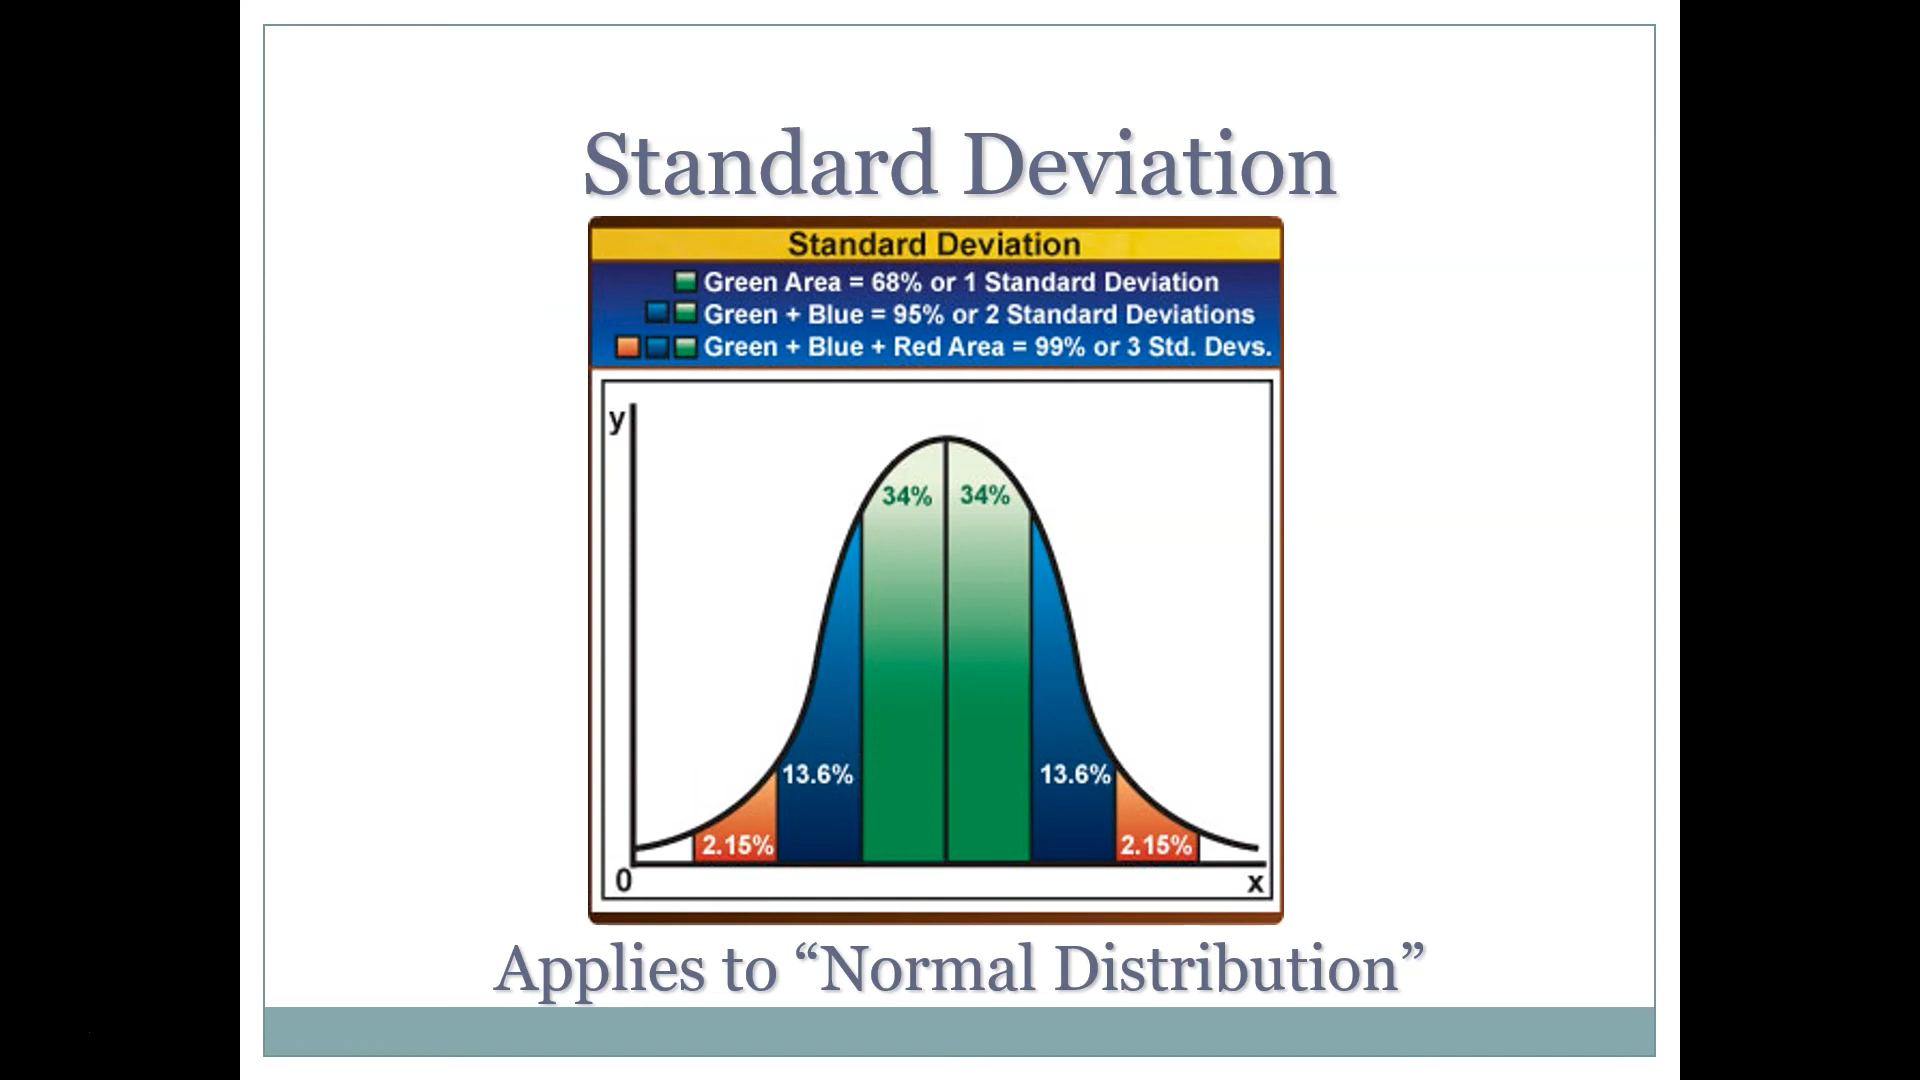 Standard Deviation
Standard Deviation
Green Area = 68% or 1 Standard Deviation
Green + Blue = 95% or 2 Standard Deviations
Green + Blue + Red Area = 99% or 3 Std. Devs.
y
34% 34%
13.6% 13.6%
2.15% 2.15%
0 x
Applies to “Normal Distribution”